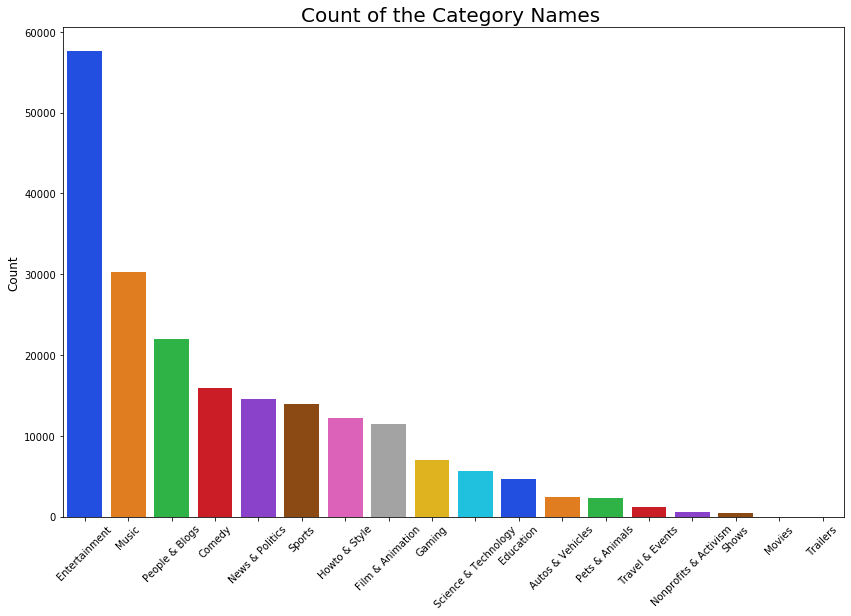 Count of the Category Names
60000
50000
40000
30000
20000
10000
0
Count
Entertainment
Music
People & Blogs
Comedy
News & Politics
Sports
Howto & Style
Film & Animation
Gaming
Science & Technology
Education
Autos & Vehicles
Pets & Animals
Travel & Events
Nonprofits & Activism
Shows
Movies
Trailers